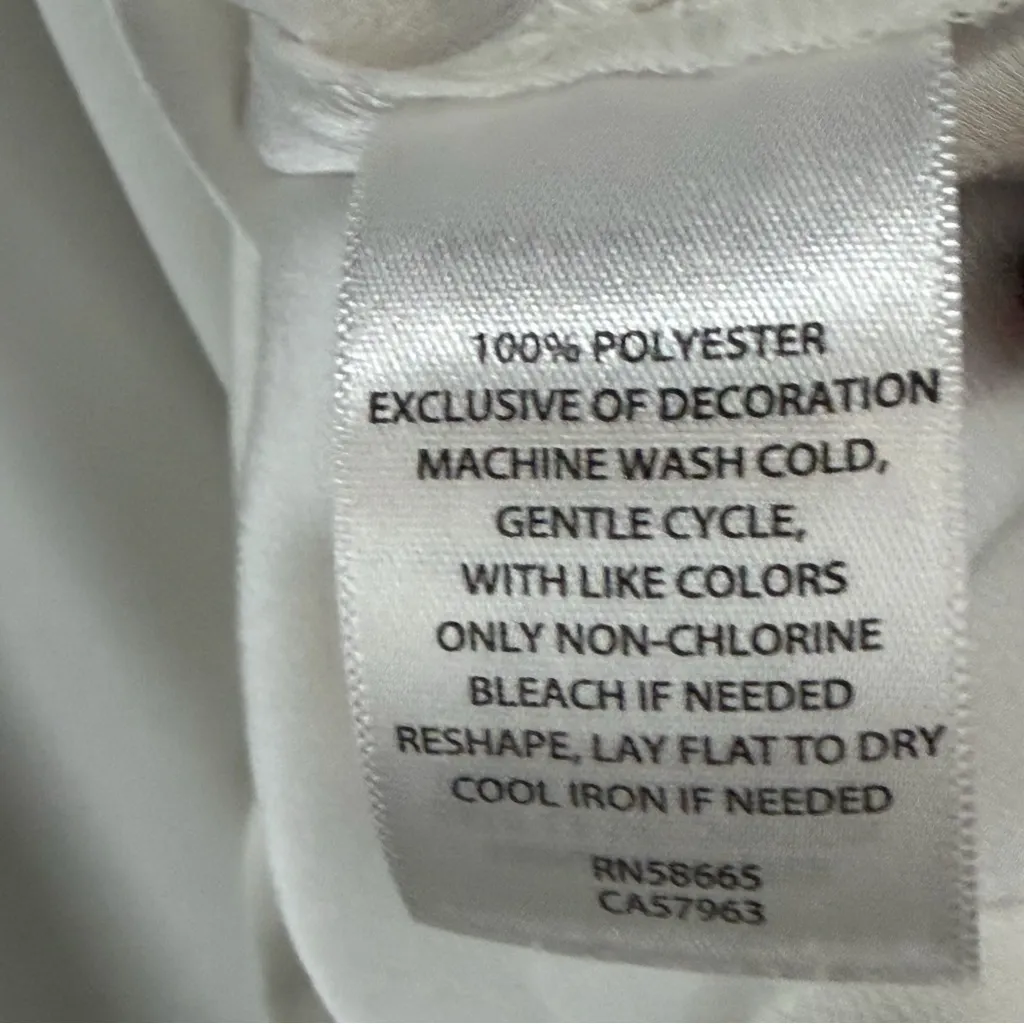 100% POLYESTER
EXCLUSIVE OF DECORATION
MACHINE WASH COLD,
GENTLE CYCLE,
WITH LIKE COLORS
ONLY NON-CHLORINE
BLEACH IF NEEDED
RESHAPE, LAY FLAT TO DRY
COOL IRON IF NEEDED
RN58665
CA57963